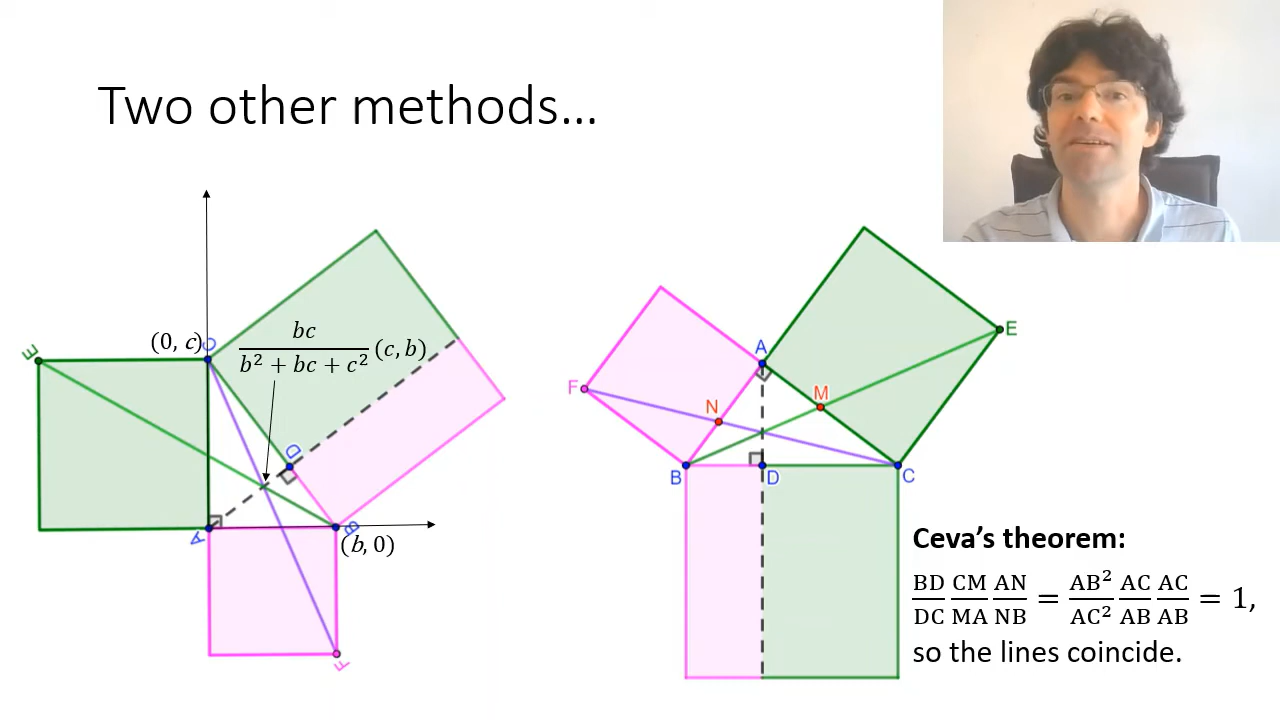 Two other methods...
(0, c)
C
E
bc
b² + bc + c²
(c, b)
D
A
B
(b, 0)
F
A
E
F
N
M
B
D
C
Ceva's theorem:
BD/DC CM/MA AN/NB = AB²/AC² AC/AB AC/AB = 1,
so the lines coincide.